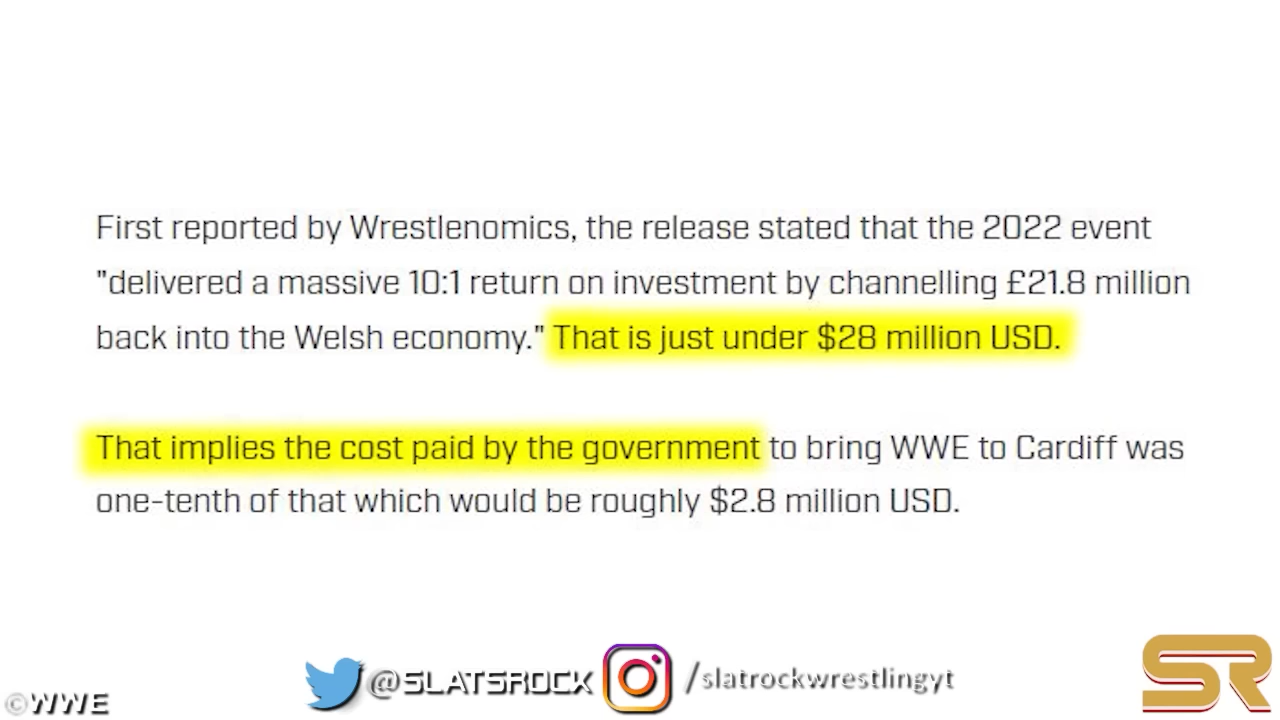 First reported by Wrestlenomics, the release stated that the 2022 event
"delivered a massive 10:1 return on investment by channelling £21.8 million
back into the Welsh economy." That is just under $28 million USD.
That implies the cost paid by the government to bring WWE to Cardiff was
one-tenth of that which would be roughly $2.8 million USD.
@SLATSROCK /slatrockwrestlingyt
SR
©WWE